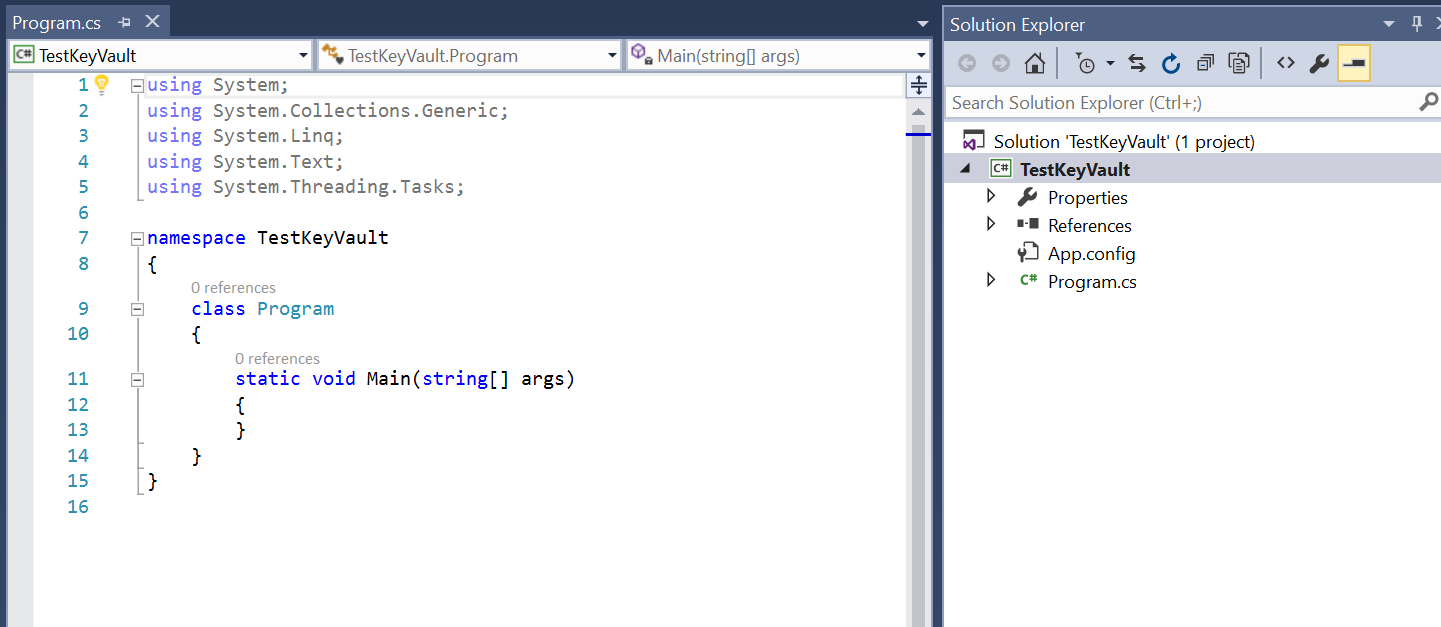 Program.cs
C# TestKeyVault
TestKeyVault.Program
Main(string[] args)
1 using System;
2 using System.Collections.Generic;
3 using System.Linq;
4 using System.Text;
5 using System.Threading.Tasks;
6
7 namespace TestKeyVault
8 {
0 references
9 class Program
10 {
0 references
11 static void Main(string[] args)
12 {
13 }
14 }
15 }
16
Solution Explorer
Search Solution Explorer (Ctrl+;)
Solution 'TestKeyVault' (1 project)
C# TestKeyVault
Properties
References
App.config
C# Program.cs